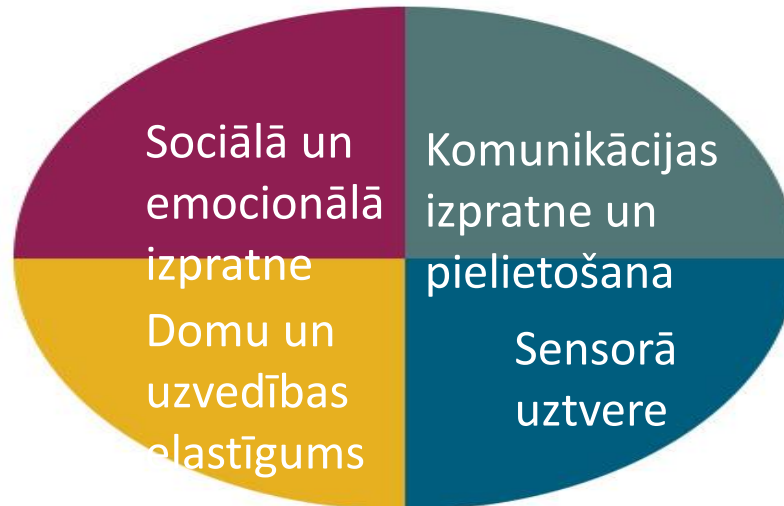 Sociālā un
emocionālā
izpratne
Komunikācijas
izpratne un
pielietošana
Domu un
uzvedības
elastīgums
Sensorā
uztvere